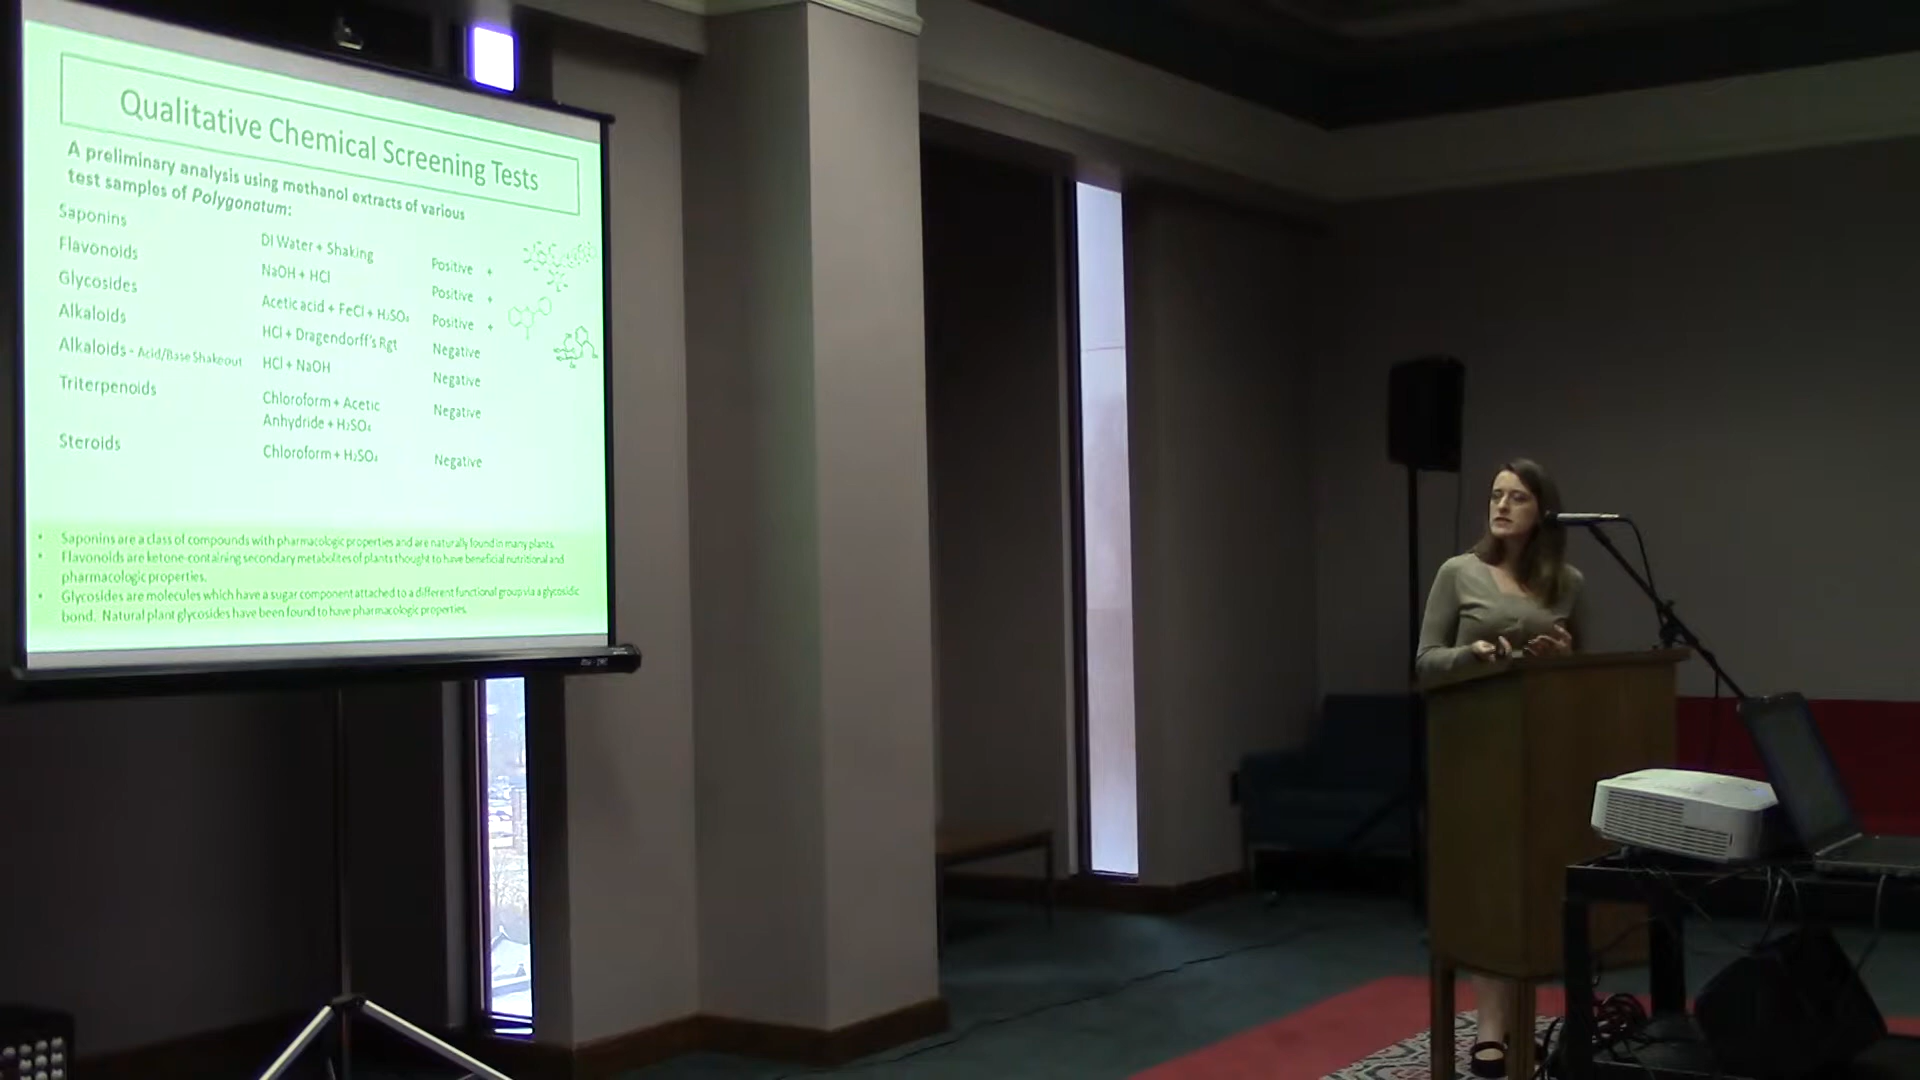 Qualitative Chemical Screening Tests
A preliminary analysis using methanol extracts of various
test samples of Polygonatum:
Saponins DI Water + Shaking Positive +
Flavonoids NaOH + HCl Positive +
Glycosides Acetic acid + FeCl + H₂SO₄ Positive +
Alkaloids HCl + Dragendorff's Rgt Negative
Alkaloids - Acid/Base Shakeout HCl + NaOH Negative
Triterpenoids Chloroform + Acetic Negative
Anhydride + H₂SO₄
Steroids Chloroform + H₂SO₄ Negative
• Saponins are a class of compounds with pharmacologic properties and are naturally found in many plants.
• Flavonoids are ketone-containing secondary metabolites of plants thought to have beneficial nutritional and
pharmacologic properties.
• Glycosides are molecules which have a sugar component attached to a different functional group via a glycosidic
bond. Natural plant glycosides have been found to have pharmacologic properties.